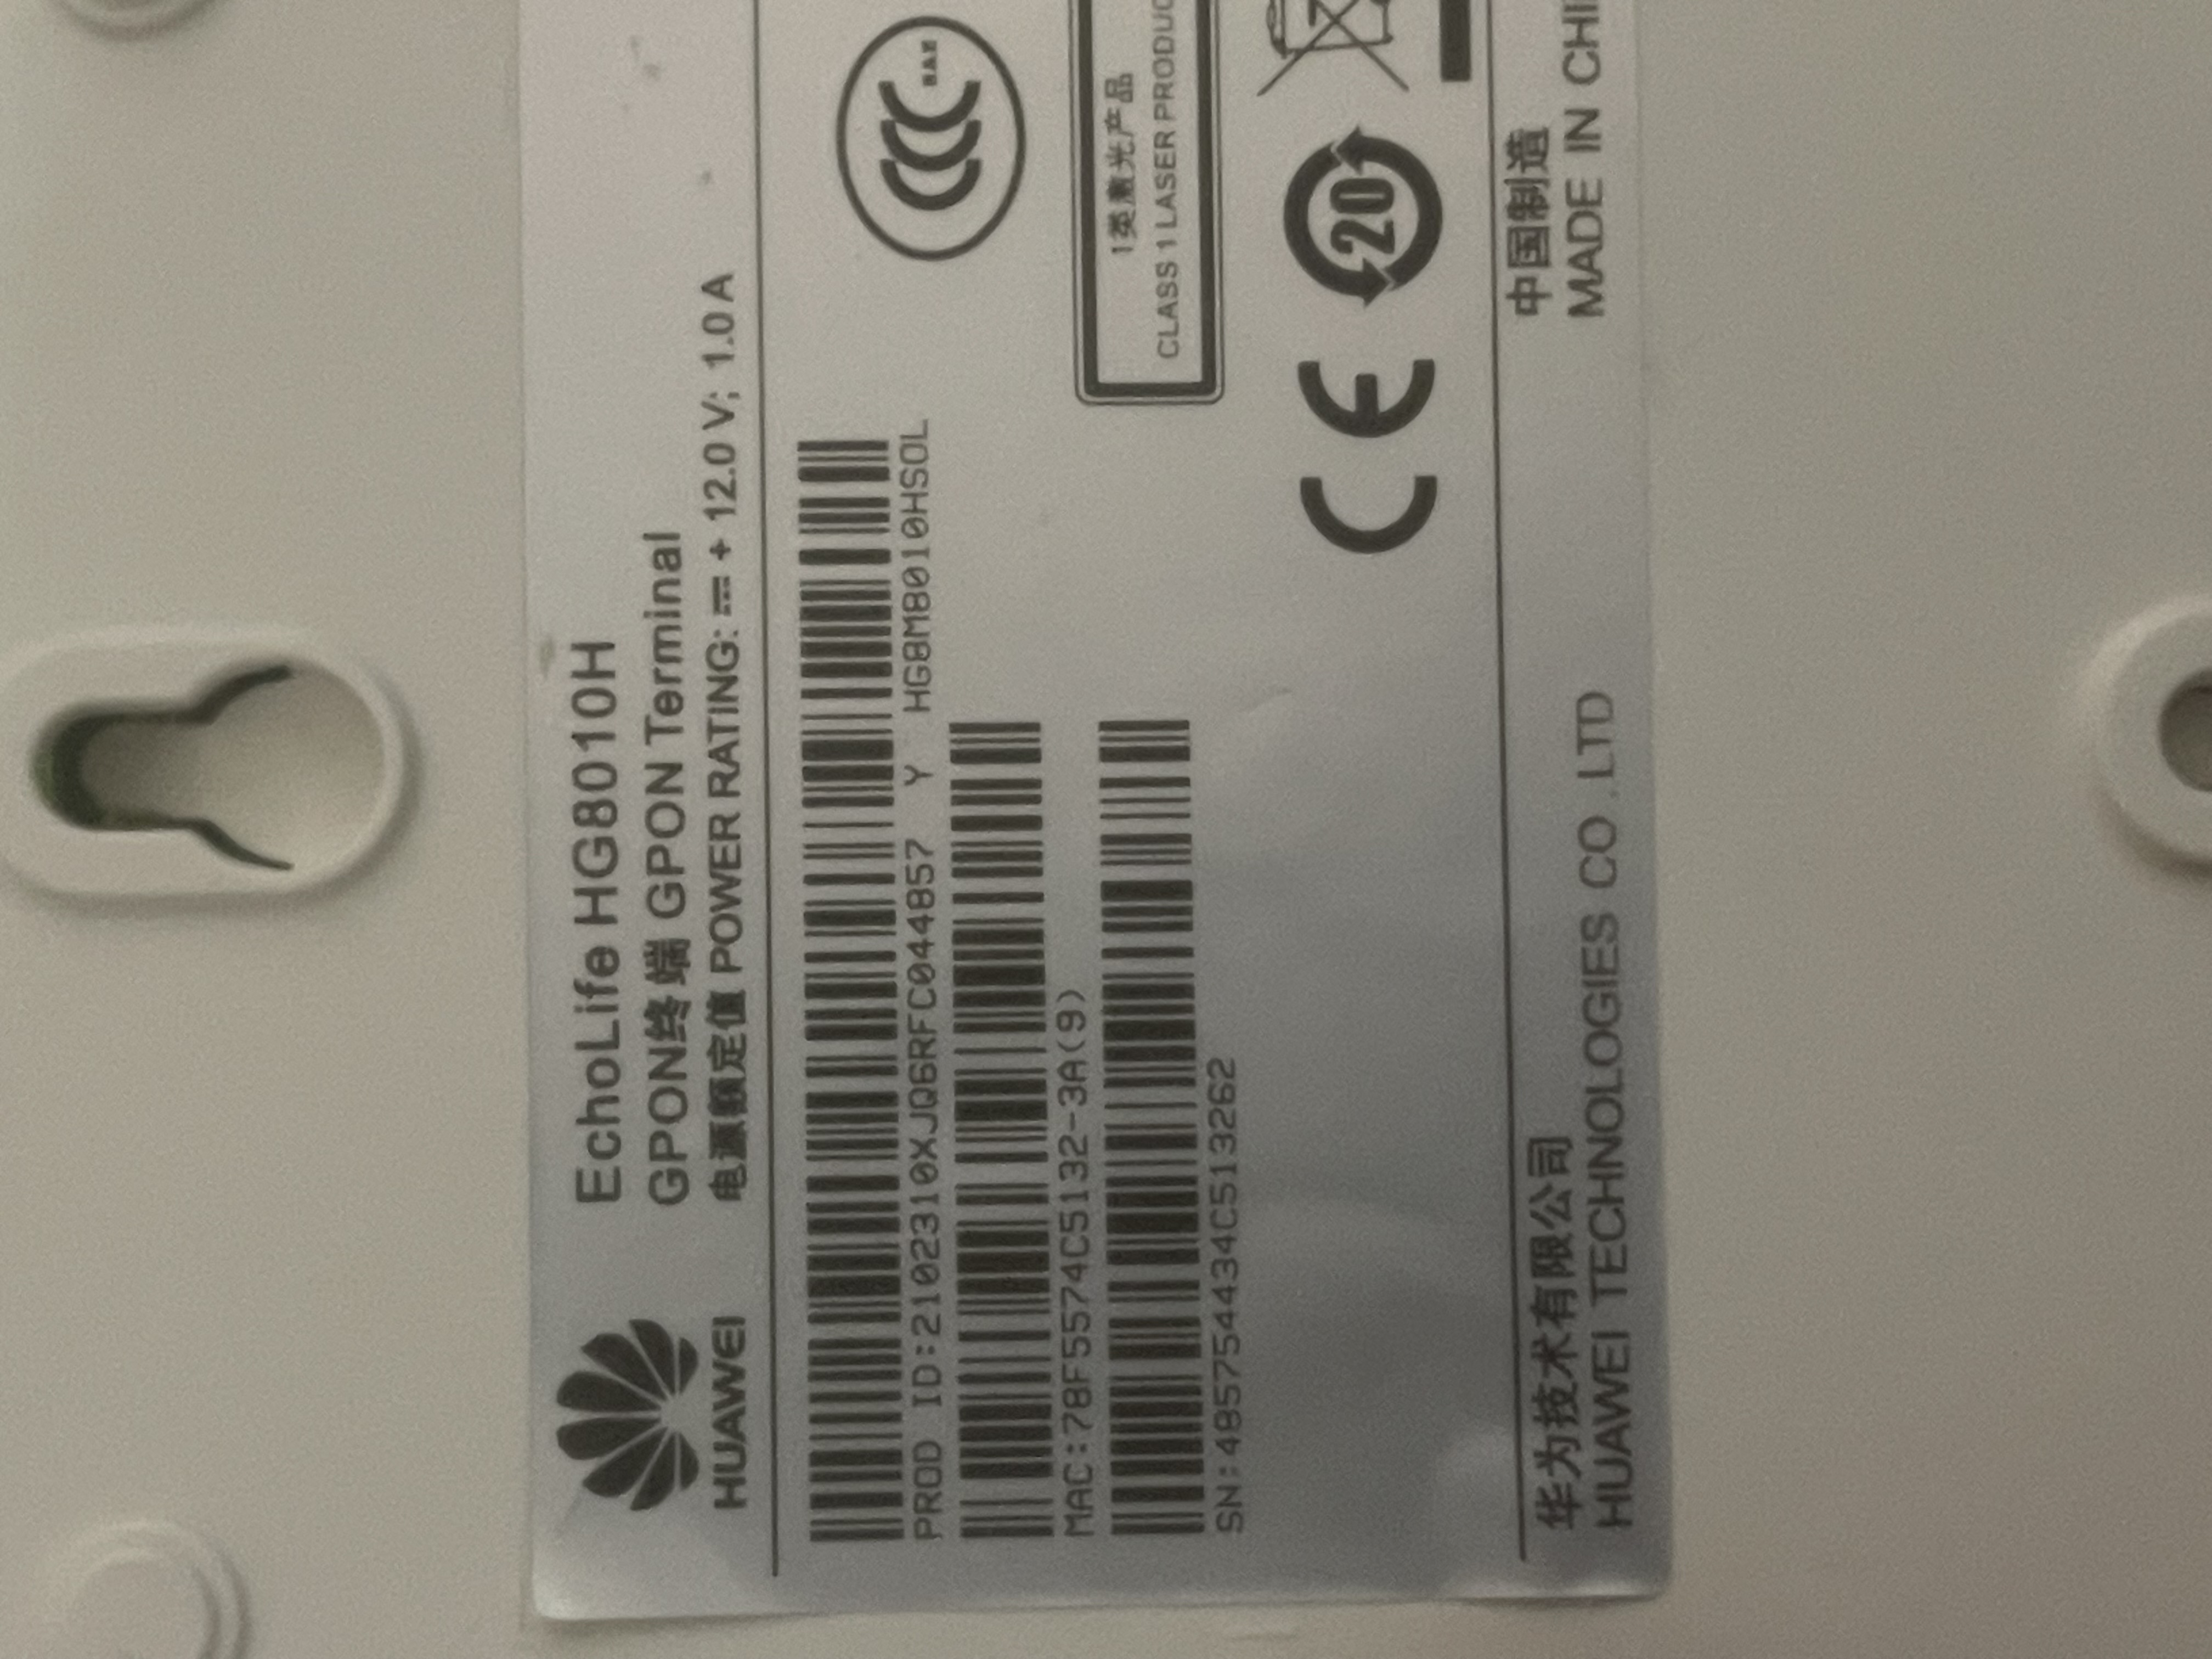 HUAWEI
EchoLife HG8010H
GPON终端 GPON Terminal
电源额定值 POWER RATING: ⎓ + 12.0 V; 1.0 A
PROD ID:2102310XJQ6RFC044857 Y HG8M8010HSOL
MAC:78F5574C5132-3A(9)
SN:485754434C513262
CCC
S&E
1类激光产品
CLASS 1 LASER PRODUC
CE
20
华为技术有限公司
中国制造
HUAWEI TECHNOLOGIES CO .LTD
MADE IN CHI